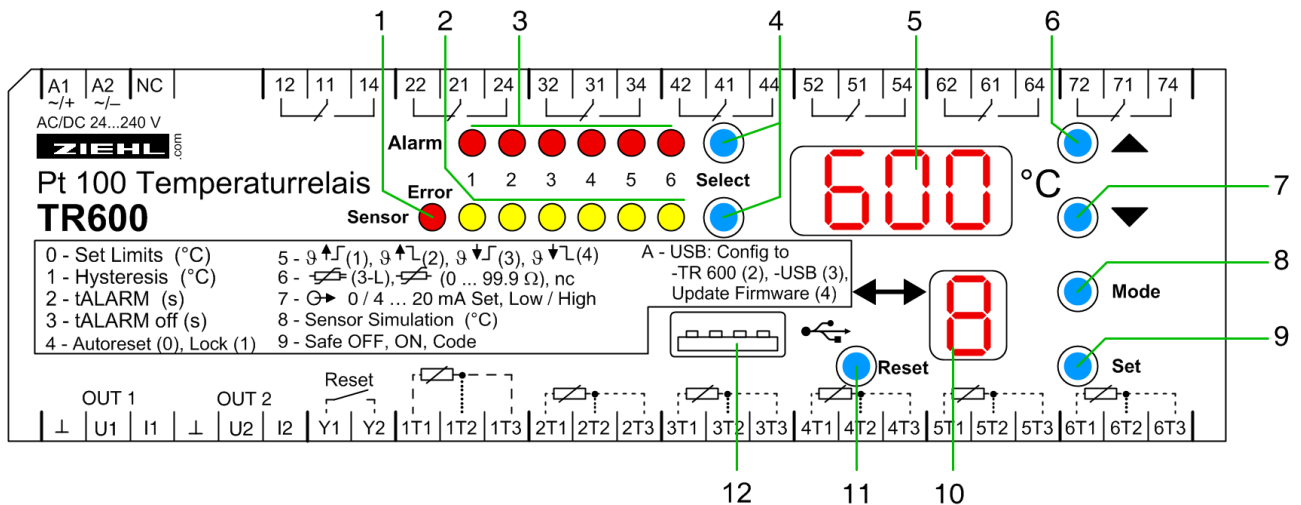 1 2 3 4 5 6
A1 A2 NC 12 11 14 22 21 24 32 31 34 42 41 44 52 51 54 62 61 64 72 71 74
~/+ ~/–
AC/DC 24...240 V
ZIEHL.com
Alarm
1 2 3 4 5 6 Select
600 °C
Pt 100 Temperaturrelais
TR600
Error
Sensor
7
0 - Set Limits (°C)
1 - Hysteresis (°C)
2 - tALARM (s)
3 - tALARM off (s)
4 - Autoreset (0), Lock (1)
5 - ϑ (1), ϑ (2), ϑ (3), ϑ (4)
6 - (3-L), (0 ... 99.9 Ω), nc
7 - 0 / 4 ... 20 mA Set, Low / High
8 - Sensor Simulation (°C)
9 - Safe OFF, ON, Code
A - USB: Config to
-TR 600 (2), -USB (3),
Update Firmware (4)
8
Mode 8
Reset
Set 9
OUT 1 OUT 2 Reset
⊥ U1 I1 ⊥ U2 I2 Y1 Y2 1T1 1T2 1T3 2T1 2T2 2T3 3T1 3T2 3T3 4T1 4T2 4T3 5T1 5T2 5T3 6T1 6T2 6T3
12 11 10